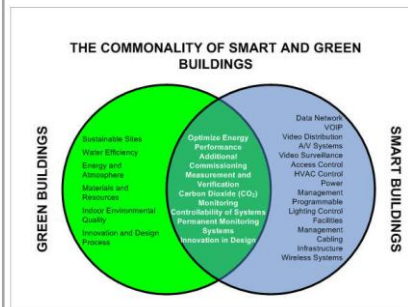 THE COMMONALITY OF SMART AND GREEN
BUILDINGS
GREEN BUILDINGS
Sustainable Sites
Water Efficiency
Energy and
Atmosphere
Materials and
Resources
Indoor Environmental
Quality
Innovation and Design
Process
Optimize Energy
Performance
Additional
Commissioning
Measurement and
Verification
Carbon Dioxide (CO₂)
Monitoring
Controllability of Systems
Permanent Monitoring
Systems
Innovation in Design
Data Network
VOIP
Video Distribution
A/V Systems
Video Surveillance
Access Control
HVAC Control
Power
Management
Programmable
Lighting Control
Facilities
Management
Cabling
Infrastructure
Wireless Systems
SMART BUILDINGS